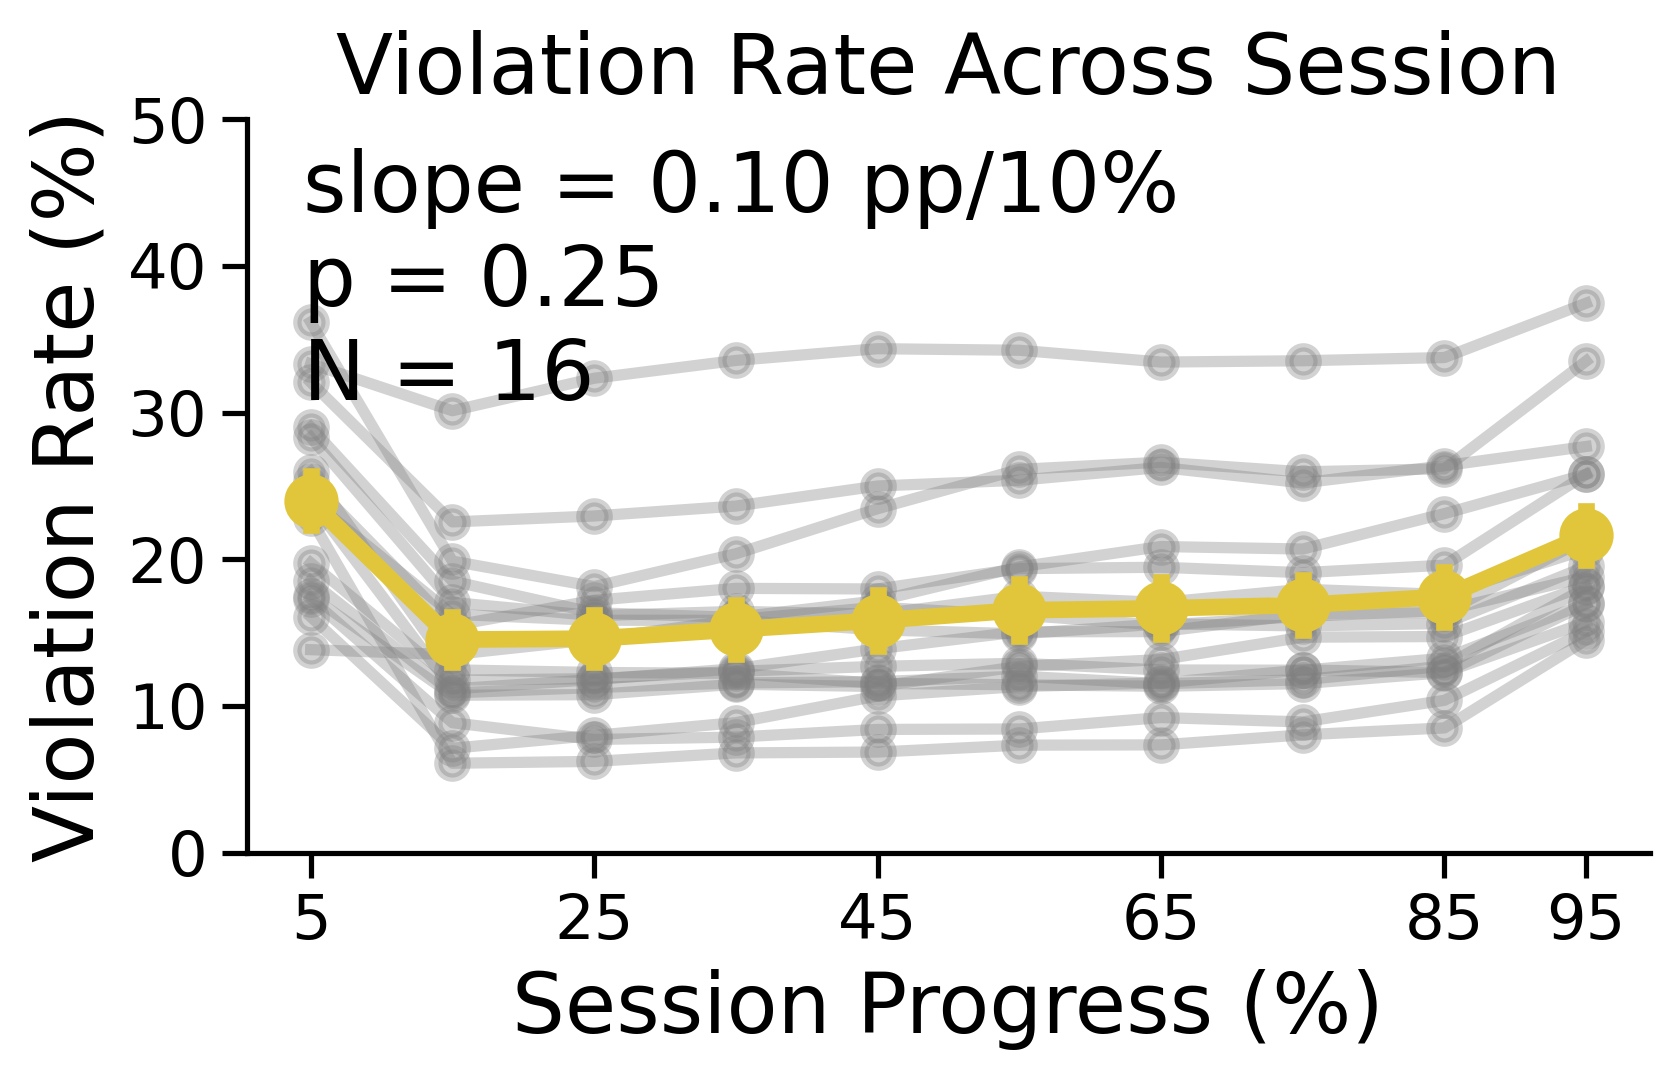 Violation Rate Across Session
Violation Rate (%)
50
40
30
20
10
0
slope = 0.10 pp/10%
p = 0.25
N = 16
5 25 45 65 85 95
Session Progress (%)